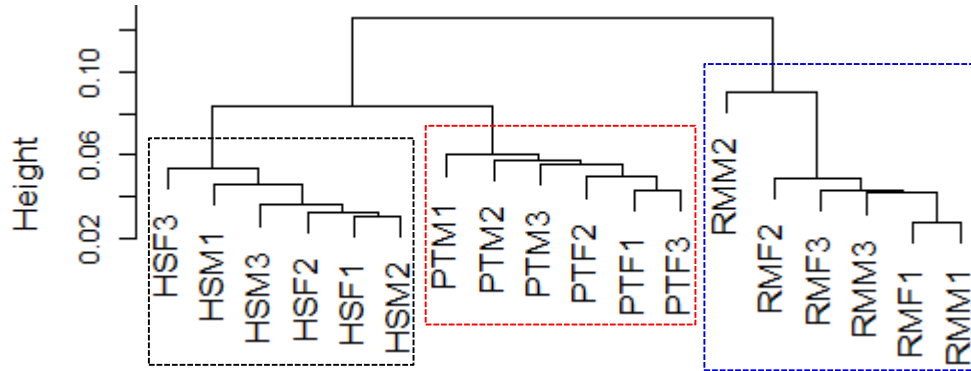 Height
0.10
0.06
0.02
HSF3
HSM1
HSM3
HSF2
HSF1
HSM2
PTM1
PTM2
PTM3
PTF2
PTF1
PTF3
RMM2
RMF2
RMF3
RMM3
RMF1
RMM1